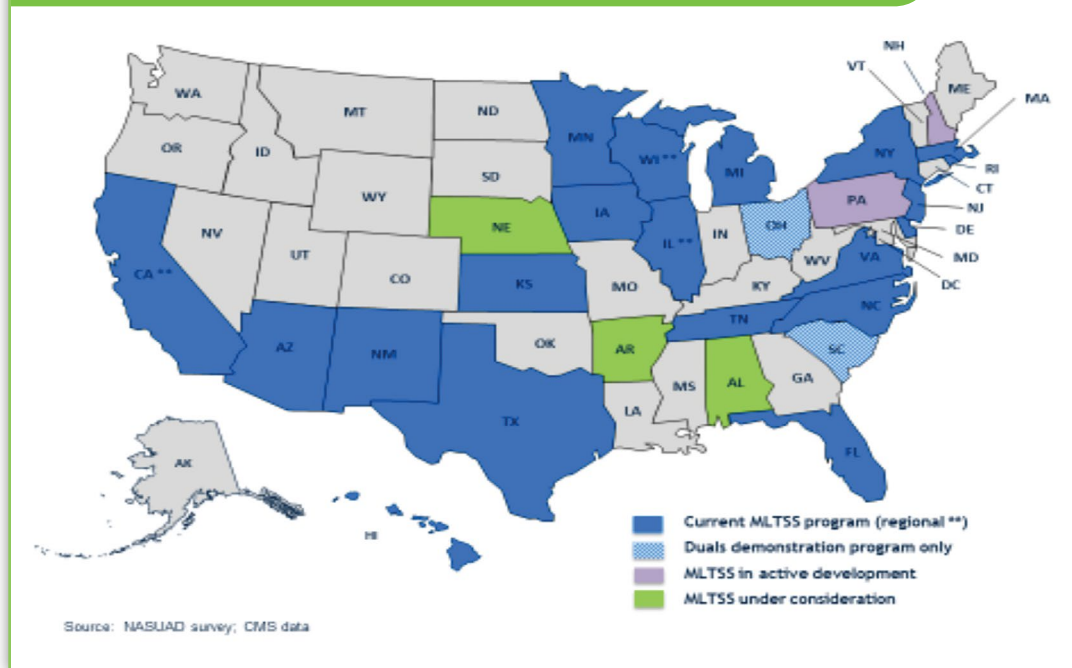 NH
VT
ME
WA
MA
MT
ND
MN
OR
ID
WI **
NY
MI
RI
SD
CT
WY
PA
NJ
IA
NE
OH
IN
DE
NV
IL **
UT
WV
VA
MD
CA **
CO
KS
MO
KY
DC
NC
TN
OK
AZ
NM
AR
SC
GA
AL
MS
LA
TX
FL
AK
HI
Current MLTSS program (regional **)
Duals demonstration program only
MLTSS in active development
MLTSS under consideration
Source: NASUAD survey; CMS data